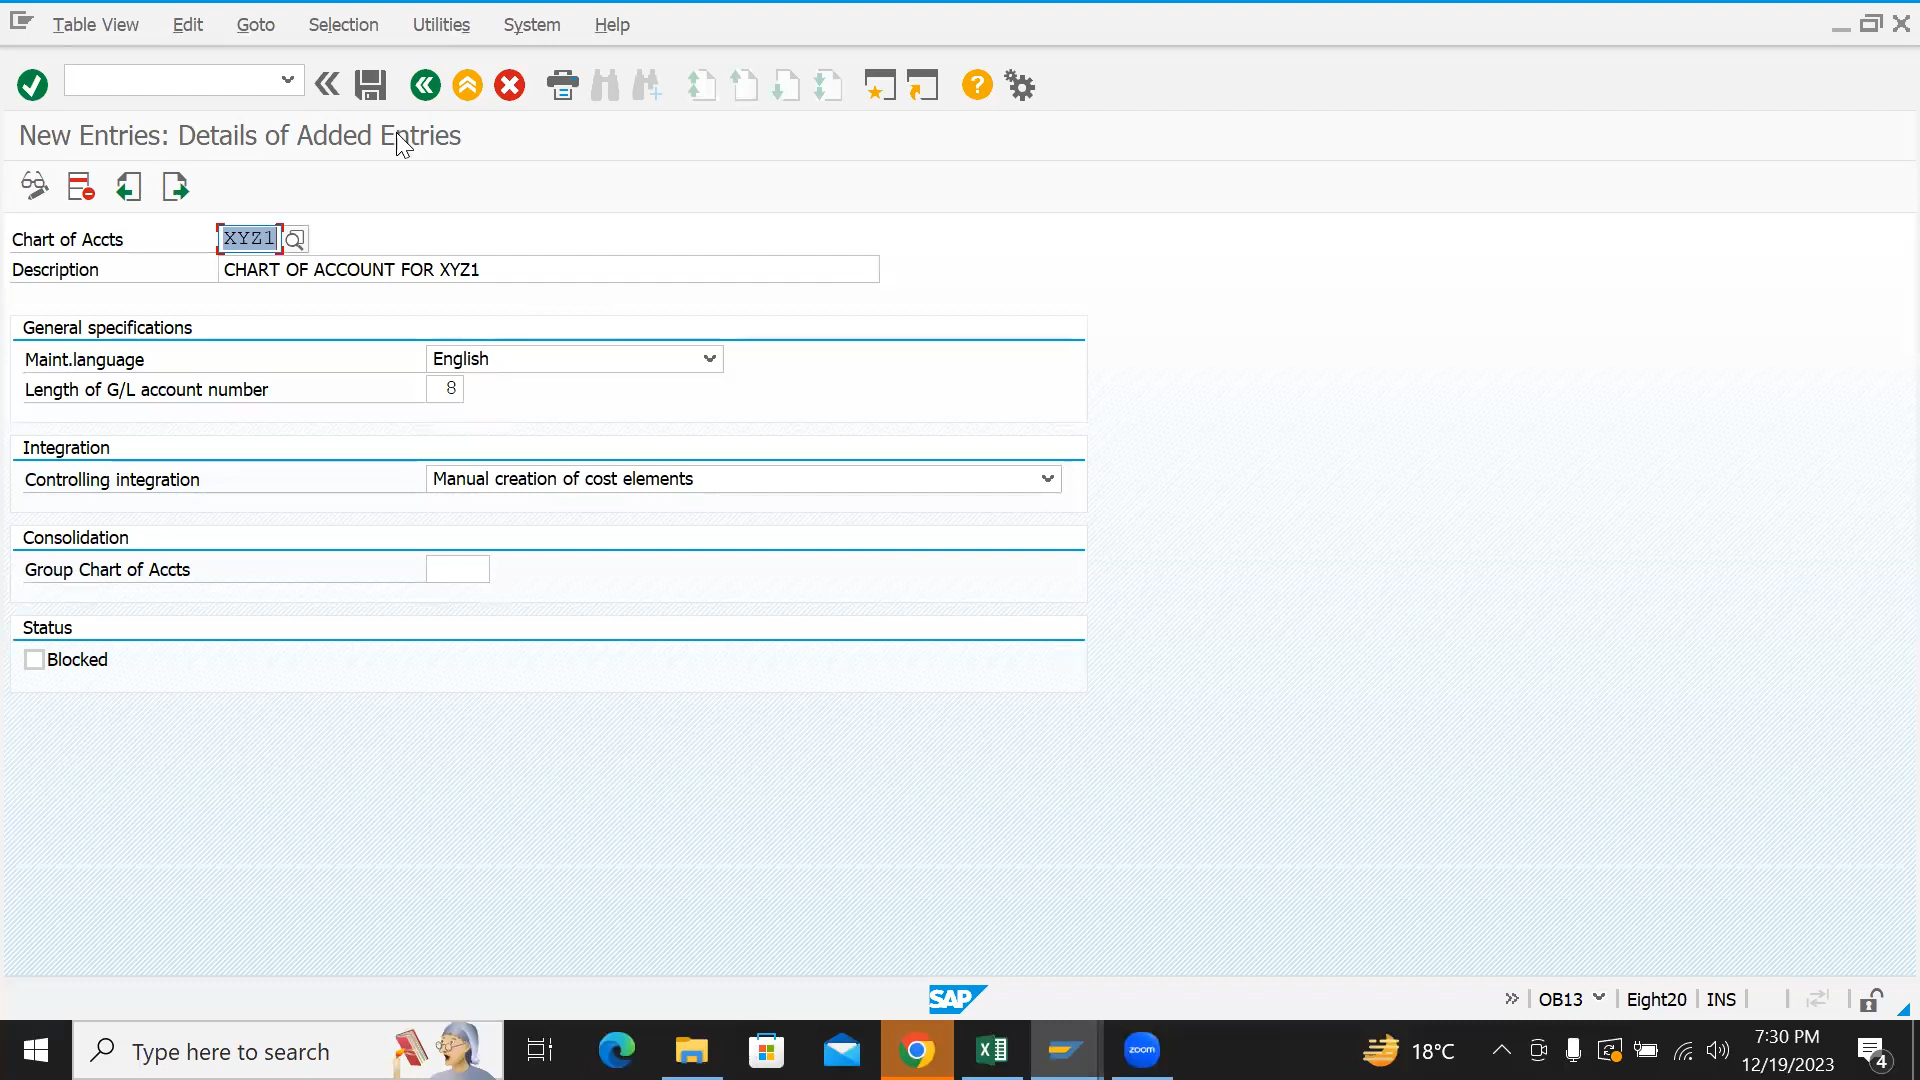 Table View Edit Goto Selection Utilities System Help
New Entries: Details of Added Entries
Chart of Accts XYZ1
Description CHART OF ACCOUNT FOR XYZ1
General specifications
Maint.language English
Length of G/L account number 8
Integration
Controlling integration Manual creation of cost elements
Consolidation
Group Chart of Accts
Status
Blocked
SAP OB13 Eight20 INS
Type here to search zoom 18°C 7:30 PM
12/19/2023 4